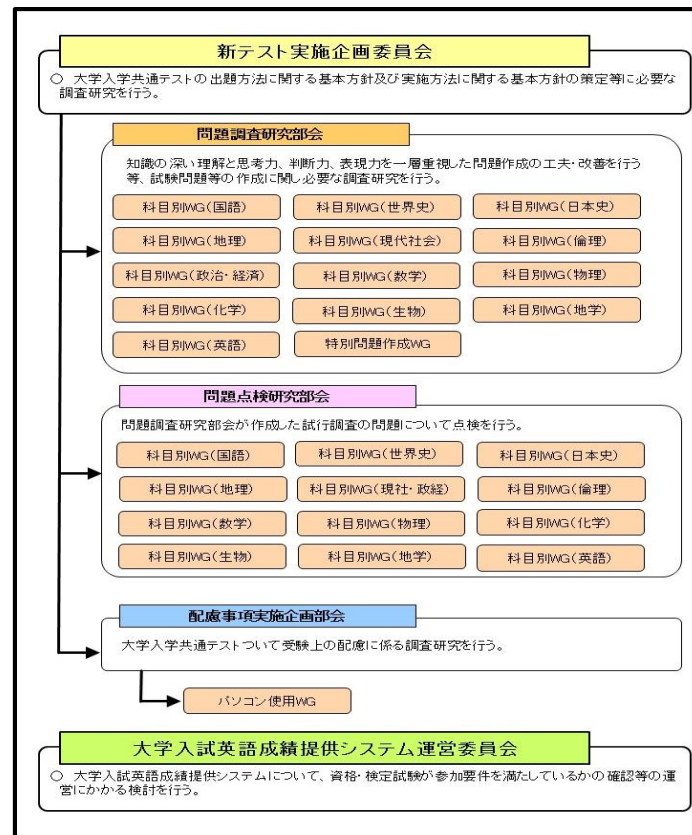 新テスト実施企画委員会
○ 大学入学共通テストの出題方法に関する基本方針及び実施方法に関する基本方針の策定等に必要な
調査研究を行う。
問題調査研究部会
知識の深い理解と思考力、判断力、表現力を一層重視した問題作成の工夫・改善を行う
等、試験問題等の作成に関し必要な調査研究を行う。
科目別WG(国語) 科目別WG(世界史) 科目別WG(日本史)
科目別WG(地理) 科目別WG(現代社会) 科目別WG(倫理)
科目別WG(政治・経済) 科目別WG(数学) 科目別WG(物理)
科目別WG(化学) 科目別WG(生物) 科目別WG(地学)
科目別WG(英語) 特別問題作成WG
問題点検研究部会
問題調査研究部会が作成した試行調査の問題について点検を行う。
科目別WG(国語) 科目別WG(世界史) 科目別WG(日本史)
科目別WG(地理) 科目別WG(現社・政経) 科目別WG(倫理)
科目別WG(数学) 科目別WG(物理) 科目別WG(化学)
科目別WG(生物) 科目別WG(地学) 科目別WG(英語)
配慮事項実施企画部会
大学入学共通テストついて受験上の配慮に係る調査研究を行う。
パソコン使用WG
大学入試英語成績提供システム運営委員会
○ 大学入試英語成績提供システムについて、資格・検定試験が参加要件を満たしているかの確認等の運
営にかかる検討を行う。